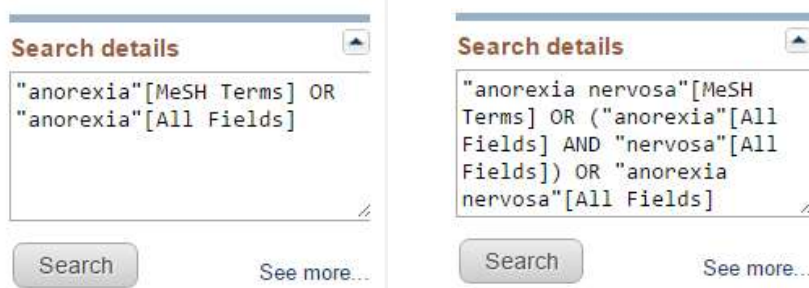 Search details
"anorexia"[MeSH Terms] OR
"anorexia"[All Fields]
Search
See more...
Search details
"anorexia nervosa"[MeSH
Terms] OR ("anorexia"[All
Fields] AND "nervosa"[All
Fields]) OR "anorexia
nervosa"[All Fields]
Search
See more...